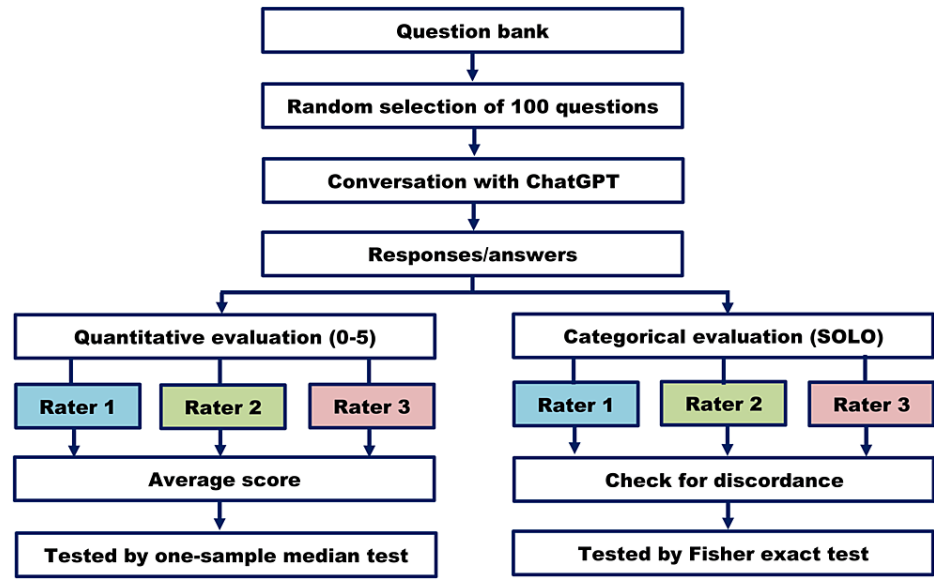 Question bank
Random selection of 100 questions
Conversation with ChatGPT
Responses/answers
Quantitative evaluation (0-5)
Rater 1
Rater 2
Rater 3
Average score
Tested by one-sample median test
Categorical evaluation (SOLO)
Rater 1
Rater 2
Rater 3
Check for discordance
Tested by Fisher exact test